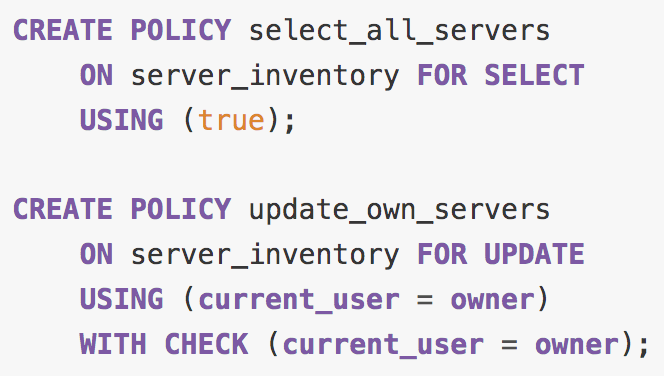 CREATE POLICY select_all_servers
ON server_inventory FOR SELECT
USING (true);
CREATE POLICY update_own_servers
ON server_inventory FOR UPDATE
USING (current_user = owner)
WITH CHECK (current_user = owner);